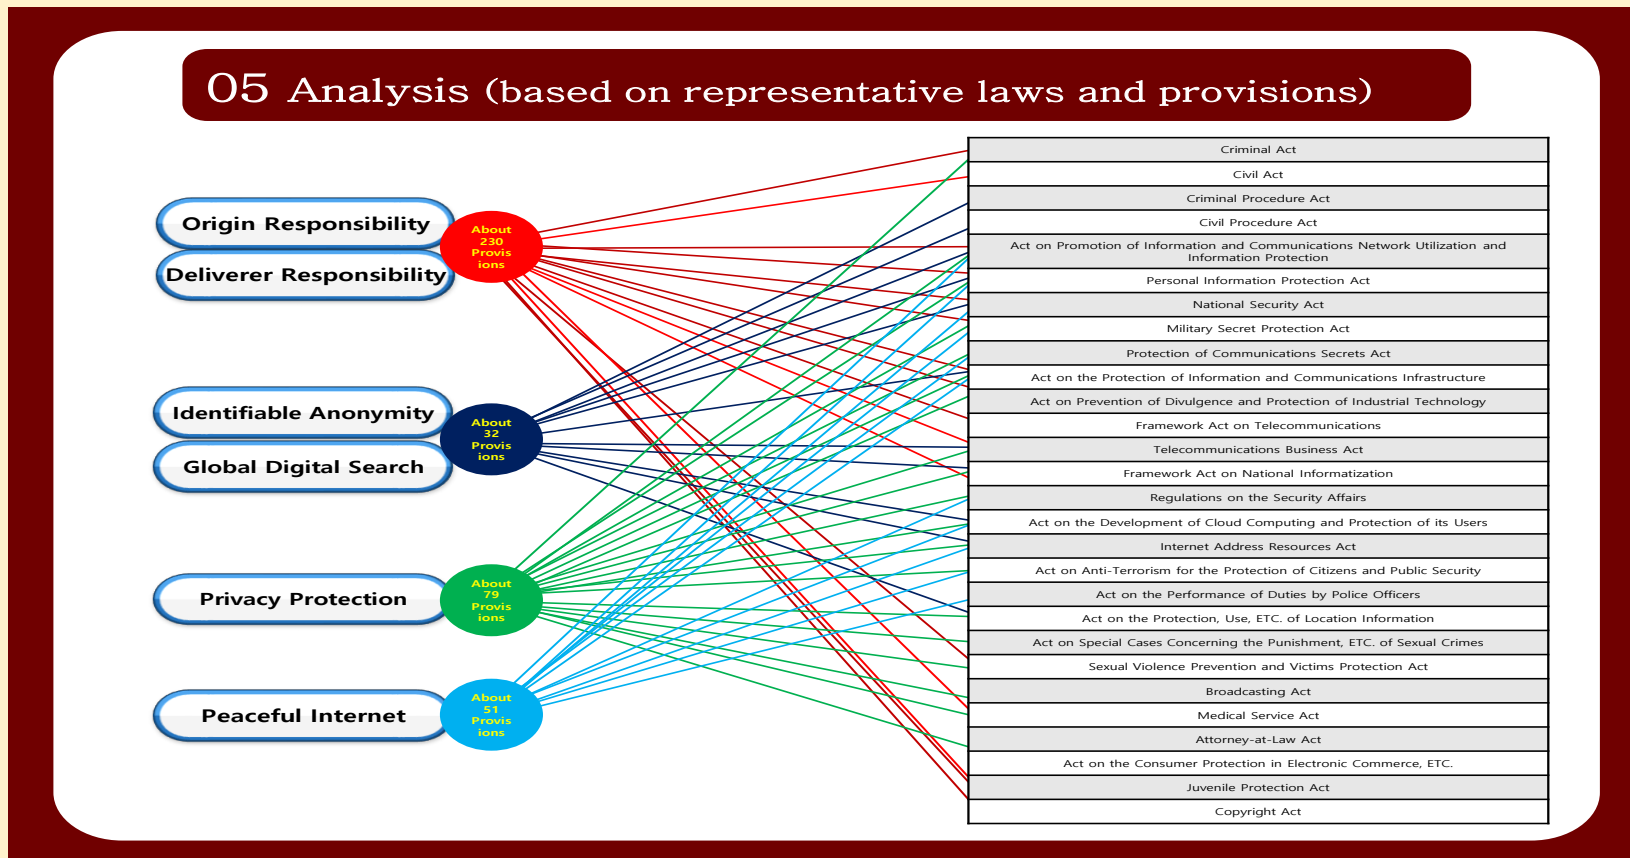 05 Analysis (based on representative laws and provisions)
Origin Responsibility
Deliverer Responsibility
About
230
Provis
ions
Identifiable Anonymity
Global Digital Search
About
32
Provis
ions
Privacy Protection
About
79
Provis
ions
Peaceful Internet
About
51
Provis
ions
Criminal Act
Civil Act
Criminal Procedure Act
Civil Procedure Act
Act on Promotion of Information and Communications Network Utilization and
Information Protection
Personal Information Protection Act
National Security Act
Military Secret Protection Act
Protection of Communications Secrets Act
Act on the Protection of Information and Communications Infrastructure
Act on Prevention of Divulgence and Protection of Industrial Technology
Framework Act on Telecommunications
Telecommunications Business Act
Framework Act on National Informatization
Regulations on the Security Affairs
Act on the Development of Cloud Computing and Protection of its Users
Internet Address Resources Act
Act on Anti-Terrorism for the Protection of Citizens and Public Security
Act on the Performance of Duties by Police Officers
Act on the Protection, Use, ETC. of Location Information
Act on Special Cases Concerning the Punishment, ETC. of Sexual Crimes
Sexual Violence Prevention and Victims Protection Act
Broadcasting Act
Medical Service Act
Attorney-at-Law Act
Act on the Consumer Protection in Electronic Commerce, ETC.
Juvenile Protection Act
Copyright Act